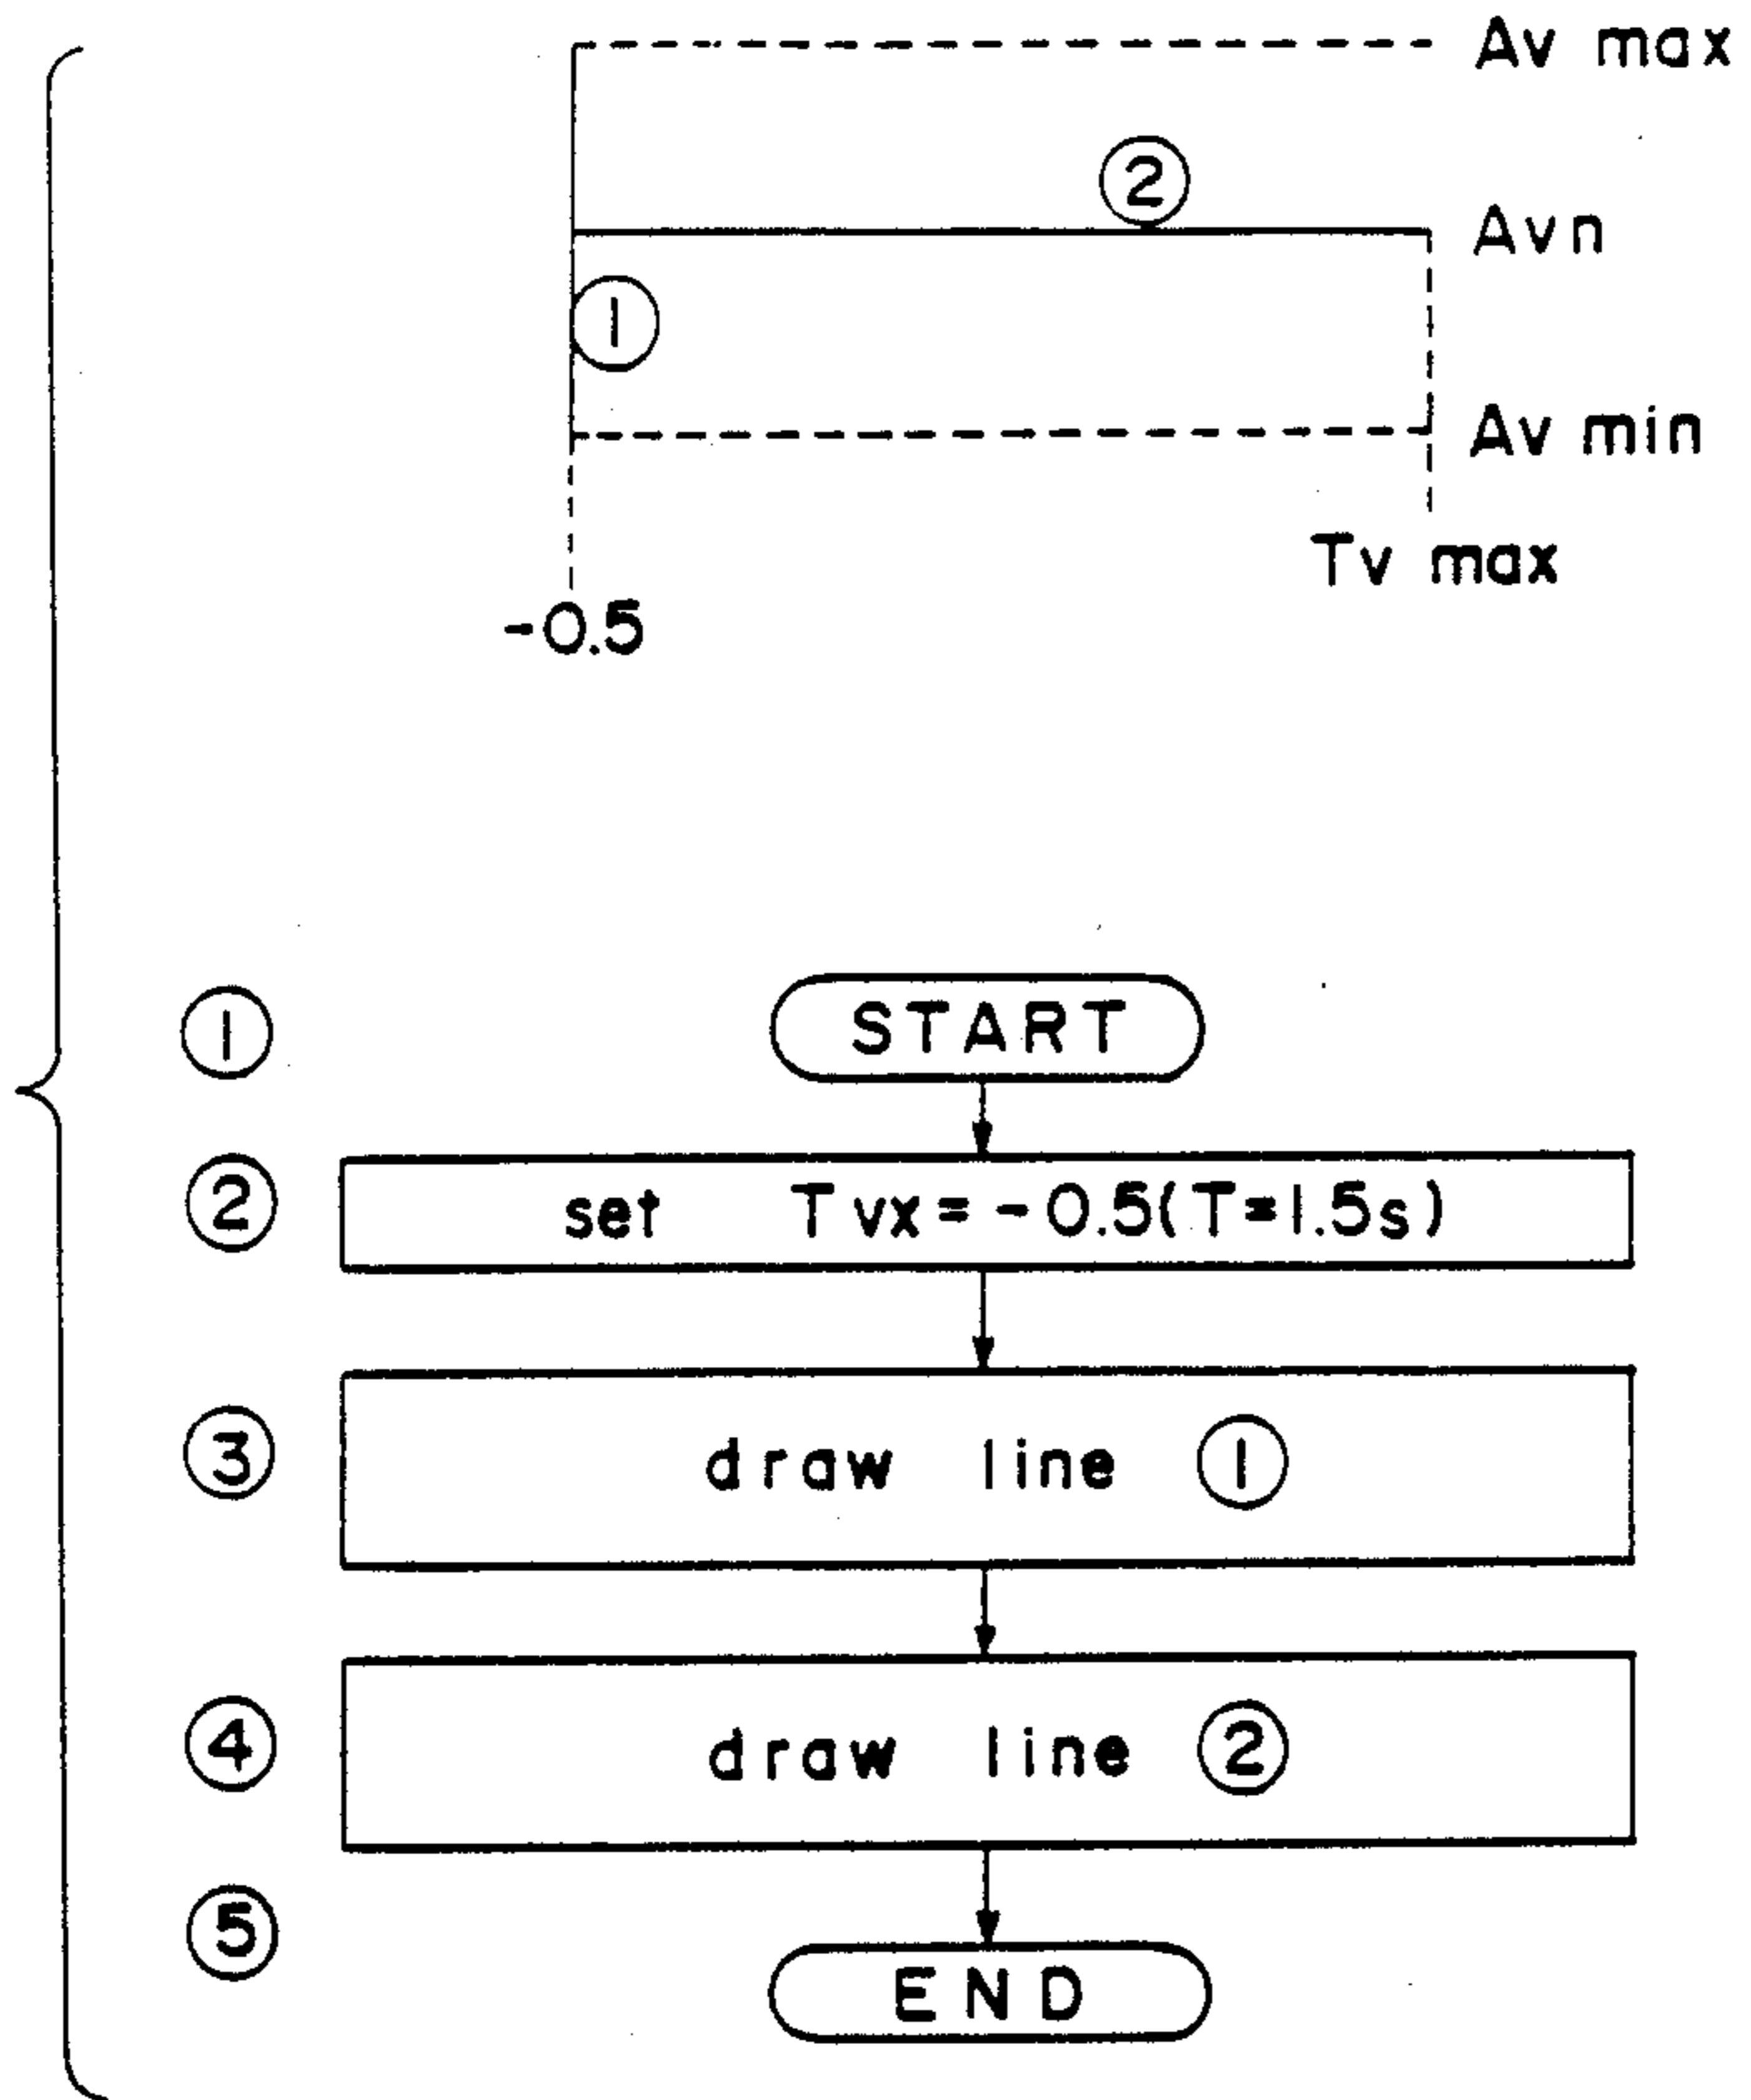 Av max
②
Avn
①
Av min
Tv max
-0.5
① START
② set Tvx=-0.5(T=1.5s)
③ draw line ①
④ draw line ②
⑤
END